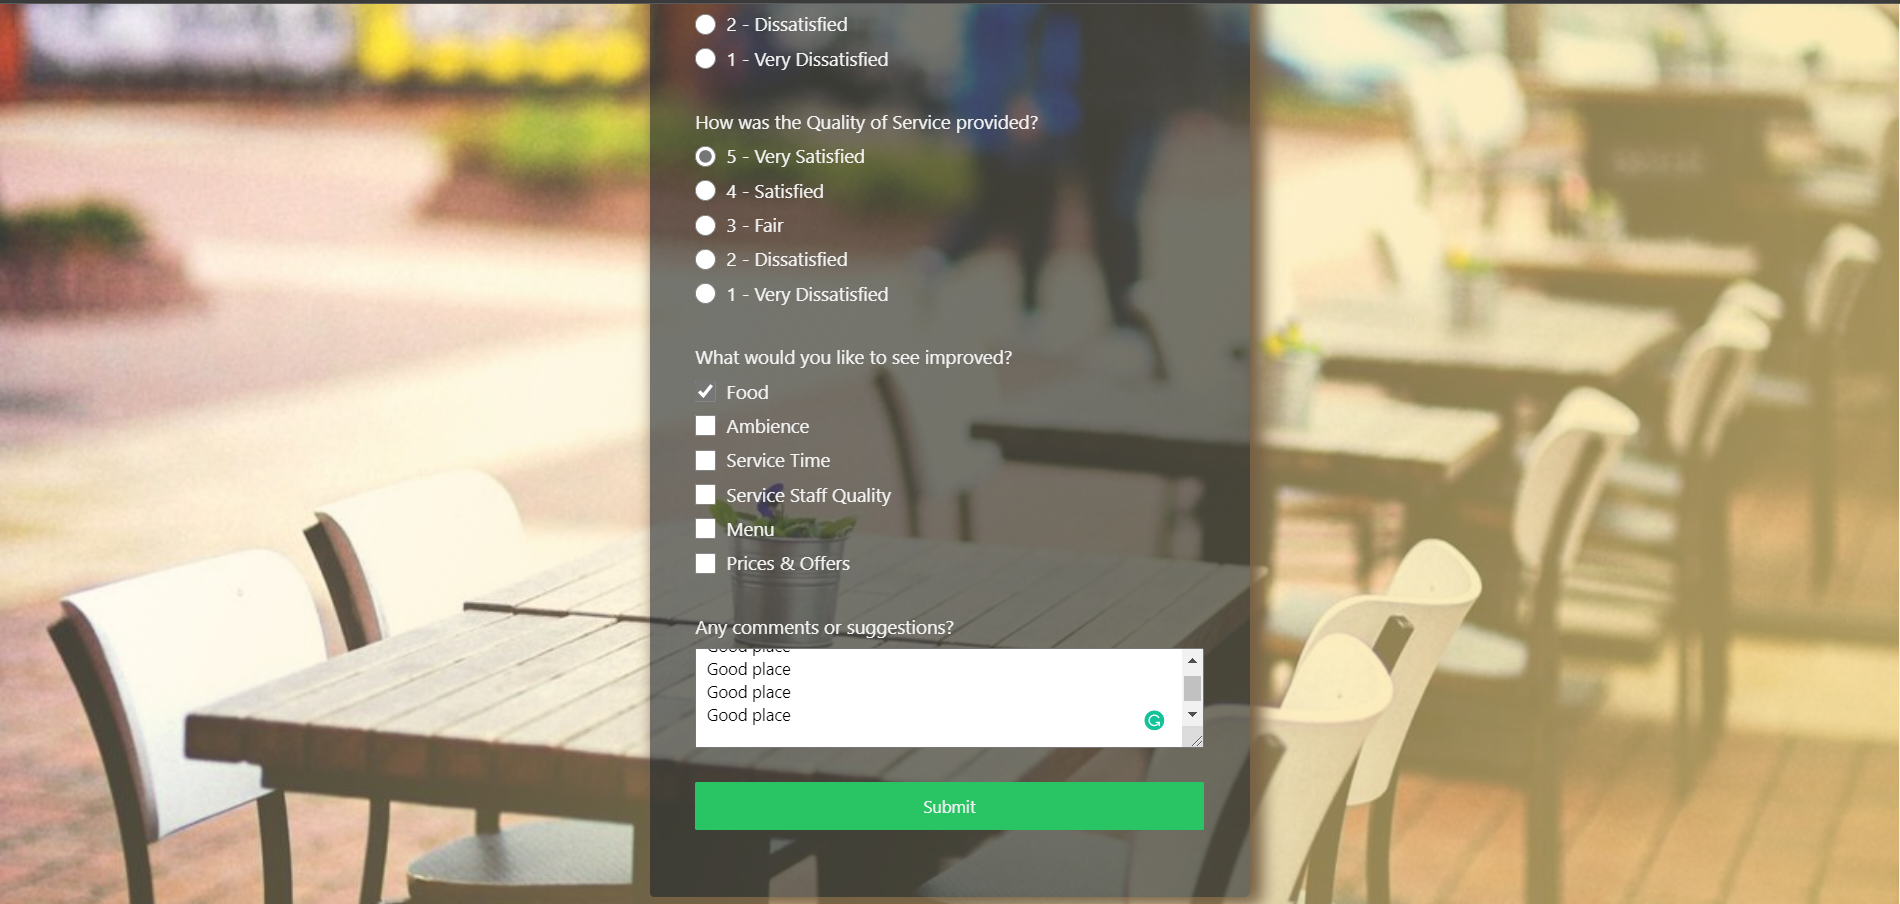 2 - Dissatisfied
1 - Very Dissatisfied
How was the Quality of Service provided?
5 - Very Satisfied
4 - Satisfied
3 - Fair
2 - Dissatisfied
1 - Very Dissatisfied
What would you like to see improved?
Food
Ambience
Service Time
Service Staff Quality
Menu
Prices & Offers
Any comments or suggestions?
Good place
Good place
Good place
Good place
Submit